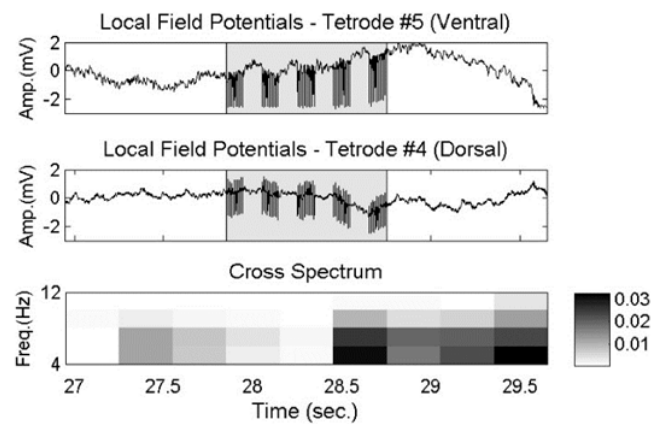 Local Field Potentials - Tetrode #5 (Ventral)
2
0
-2
Amp.(mV)
Local Field Potentials - Tetrode #4 (Dorsal)
2
0
-2
Amp.(mV)
Cross Spectrum
12
4
Freq.(Hz)
0.03
0.02
0.01
27 27.5 28 28.5 29 29.5
Time (sec.)